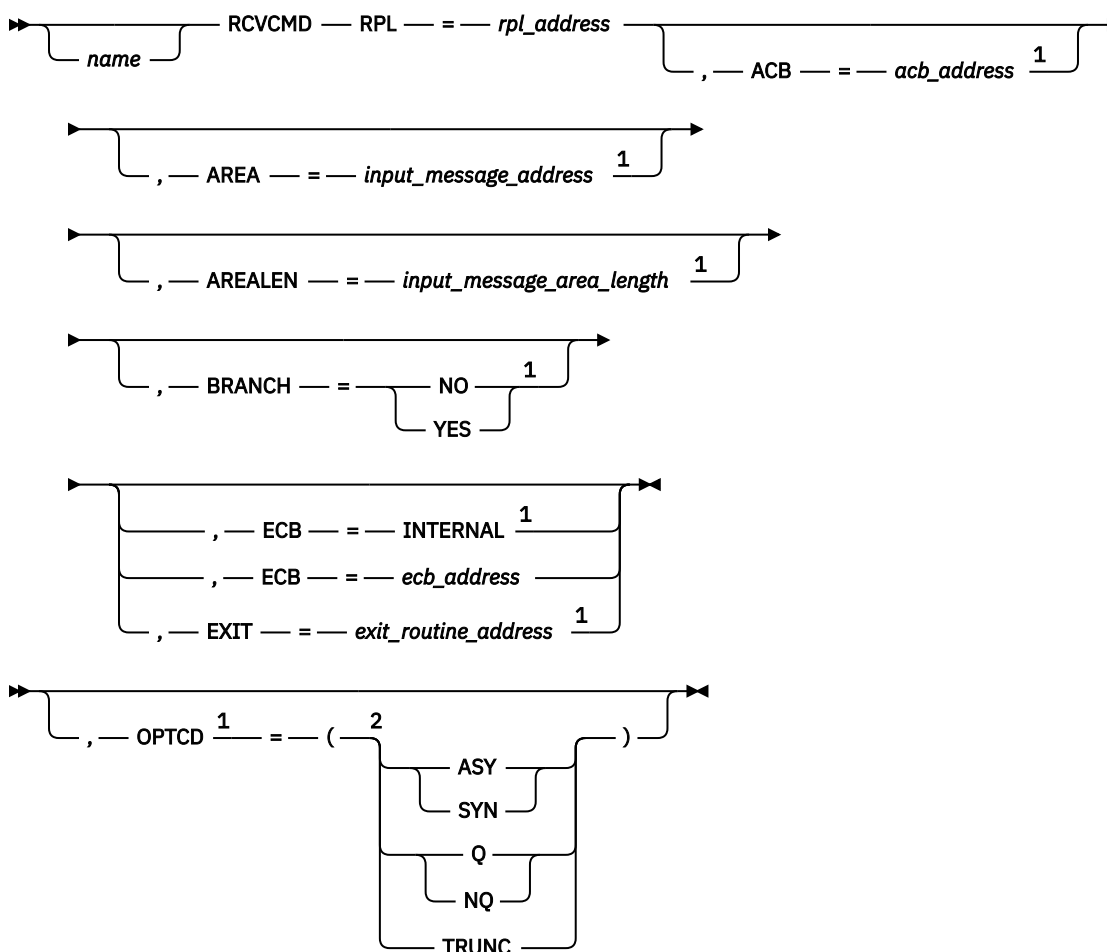 name RCVCMD RPL = rpl_address , ACB = acb_address 1
, AREA = input_message_address 1
, AREALEN = input_message_area_length 1
, BRANCH = NO 1
YES
, ECB = INTERNAL 1
, ECB = ecb_address
, EXIT = exit_routine_address 1
, OPTCD 1 = ( 2 )
ASY
SYN
Q
NQ
TRUNC